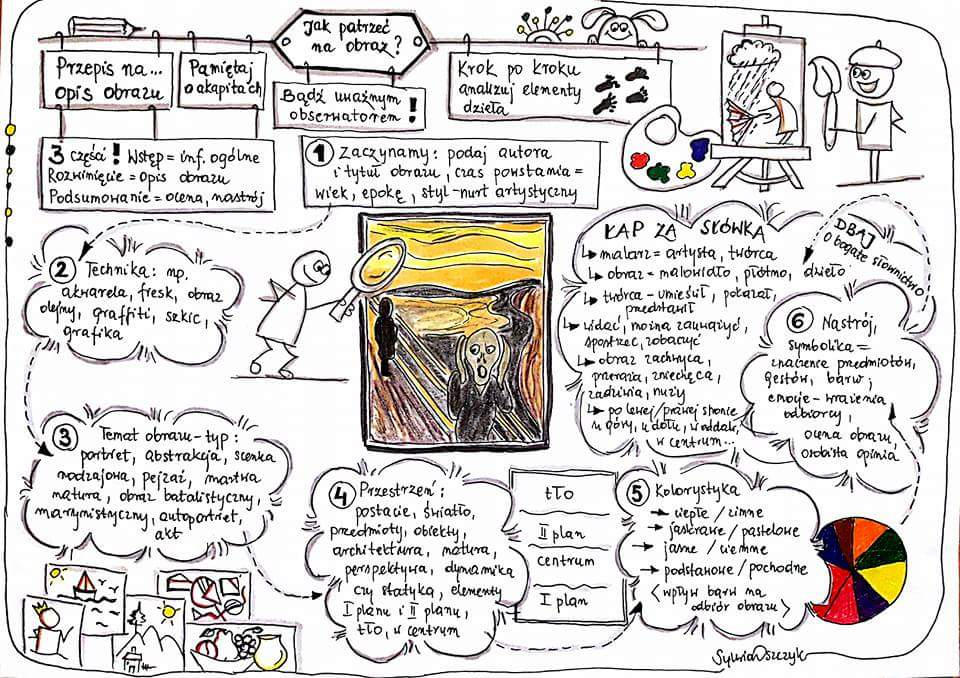 Jak patrzeć
na obraz?
Przepis na...
opis obrazu
Pamiętaj
o akapitach
Bądź uważnym
obserwatorem!
Krok po kroku
analizuj elementy
dzieła
3 części! Wstęp = inf. ogólne
Rozwinięcie = opis obrazu
Podsumowanie = ocena, nastrój
1 Zaczynamy: podaj autora
i tytuł obrazu, czas powstania =
wiek, epokę, styl-nurt artystyczny
2 Technika: np.
akwarela, fresk, obraz
olejny, graffiti, szkic,
grafika
3 Temat obrazu-typ:
portret, abstrakcja, scenka
rodzajowa, pejzaż, martwa
natura, obraz batalistyczny,
marynistyczny, autoportret,
akt
4 Przestrzeń:
postacie, światło,
przedmioty, obiekty,
architektura, natura,
perspektywa, dynamika
czy statyka, elementy
I planu i II planu,
tło, w centrum
tło
II plan
centrum
I plan
5 Kolorystyka
→ ciepłe / zimne
→ jaskrawe / pastelowe
→ jasne / ciemne
→ podstawowe / pochodne
<wpływ barw na
odbiór obrazu>
6 Nastrój,
symbolika =
znaczenie przedmiotów,
gestów, barw;
emocje - wrażenia
odbiorcy,
ocena obrazu,
osobista opinia
ŁAP ZA SŁÓWKA
↳ malarz = artysta, twórca
↳ obraz = malowidło, płótno, dzieło
↳ twórca - umieścił, pokazał,
przedstawił
↳ widać, można zauważyć,
spostrzec, zobaczyć
↳ obraz zachwyca,
przeraża, zniechęca,
zadziwia, nuży
↳ po lewej/prawej stronie
u góry, u dołu, w oddali,
w centrum...
DBAJ
o bogate słownictwo
Sylwia Oszczyk